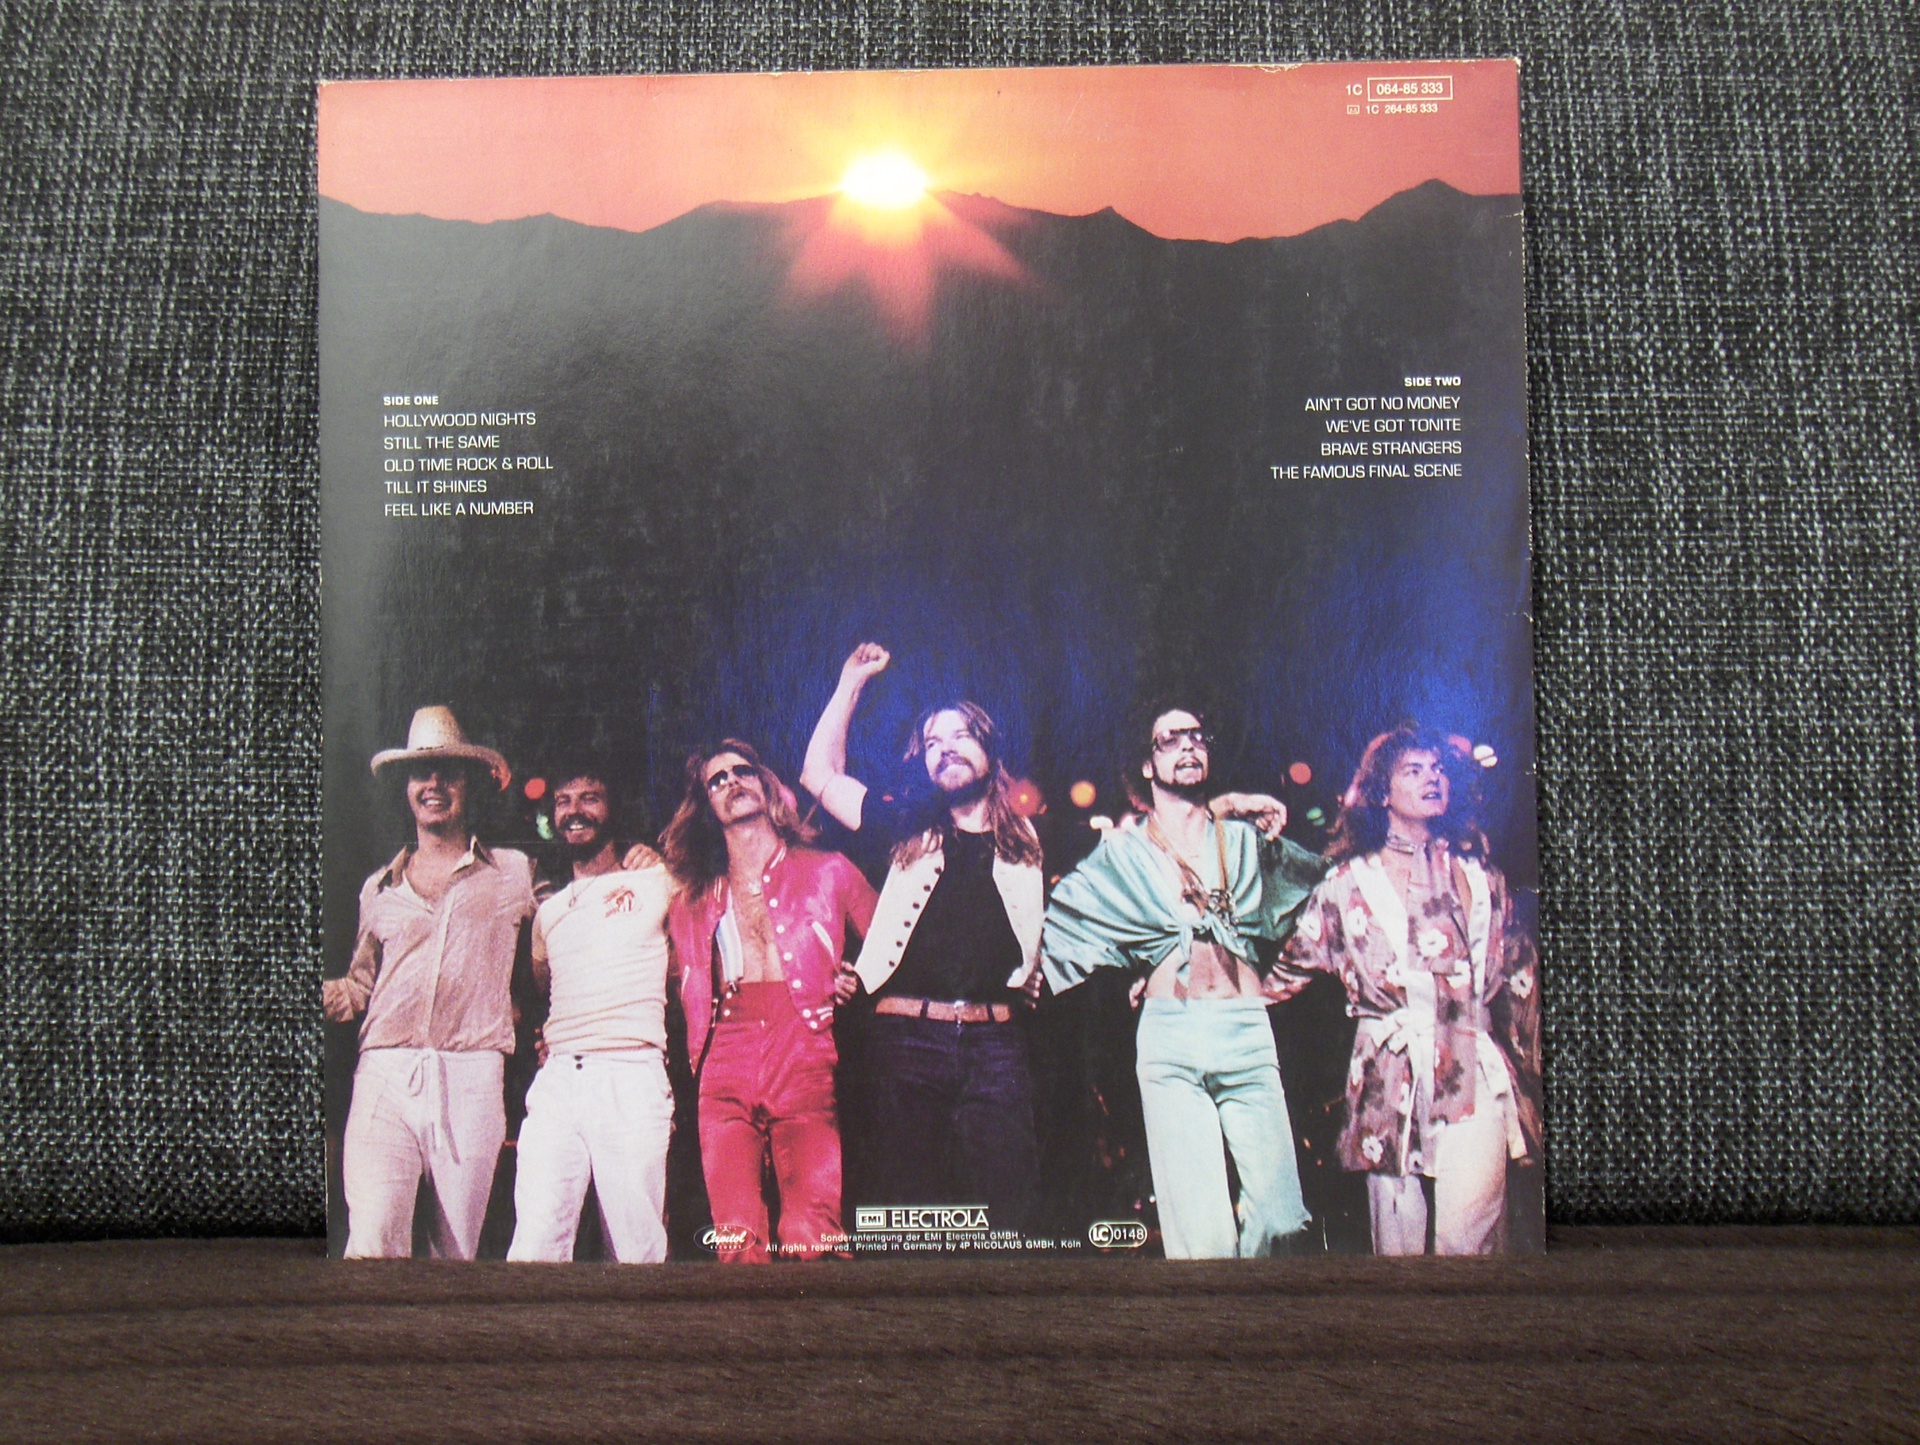 1C 064-85 333
1C 264-85 333
SIDE ONE
HOLLYWOOD NIGHTS
STILL THE SAME
OLD TIME ROCK & ROLL
TILL IT SHINES
FEEL LIKE A NUMBER
SIDE TWO
AIN'T GOT NO MONEY
WE'VE GOT TONITE
BRAVE STRANGERS
THE FAMOUS FINAL SCENE
EMI ELECTROLA
Capitol
RECORDS
Sonderanfertigung der EMI Electrola GMBH ·
All rights reserved. Printed in Germany by 4P NICOLAUS GMBH, Köln
LC 0148